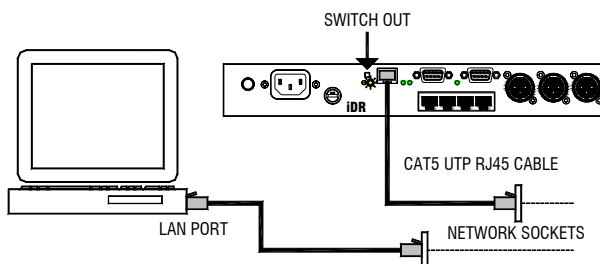 SWITCH OUT
iDR
CAT5 UTP RJ45 CABLE
LAN PORT
NETWORK SOCKETS